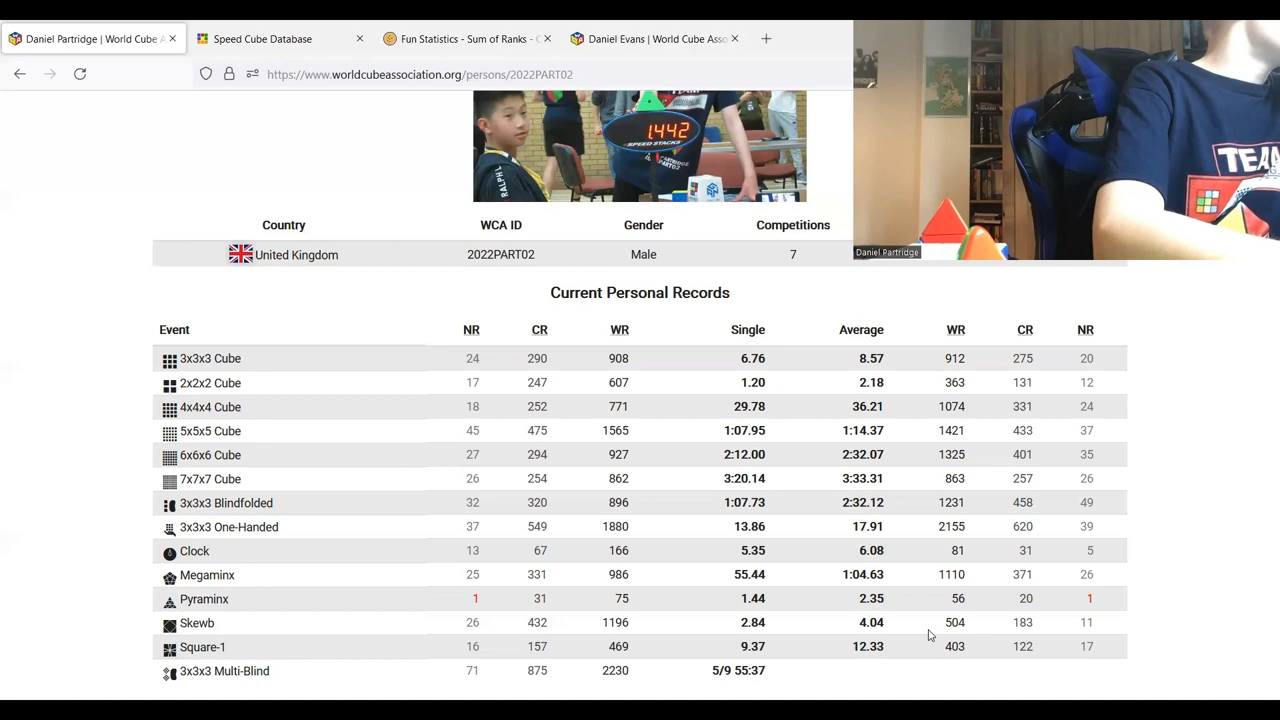 Daniel Partridge | World Cube A
Speed Cube Database
Fun Statistics - Sum of Ranks - C
Daniel Evans | World Cube Asso
https://www.worldcubeassociation.org/persons/2022PART02
1.442
SPEED STACKS
PARTRIDGE
PART02
RALPH L
TEA
Daniel Partridge
Country WCA ID Gender Competitions
United Kingdom 2022PART02 Male 7
Current Personal Records
Event NR CR WR Single Average WR CR NR
3x3x3 Cube 24 290 908 6.76 8.57 912 275 20
2x2x2 Cube 17 247 607 1.20 2.18 363 131 12
4x4x4 Cube 18 252 771 29.78 36.21 1074 331 24
5x5x5 Cube 45 475 1565 1:07.95 1:14.37 1421 433 37
6x6x6 Cube 27 294 927 2:12.00 2:32.07 1325 401 35
7x7x7 Cube 26 254 862 3:20.14 3:33.31 863 257 26
3x3x3 Blindfolded 32 320 896 1:07.73 2:32.12 1231 458 49
3x3x3 One-Handed 37 549 1880 13.86 17.91 2155 620 39
Clock 13 67 166 5.35 6.08 81 31 5
Megaminx 25 331 986 55.44 1:04.63 1110 371 26
Pyraminx 1 31 75 1.44 2.35 56 20 1
Skewb 26 432 1196 2.84 4.04 504 183 11
Square-1 16 157 469 9.37 12.33 403 122 17
3x3x3 Multi-Blind 71 875 2230 5/9 55:37